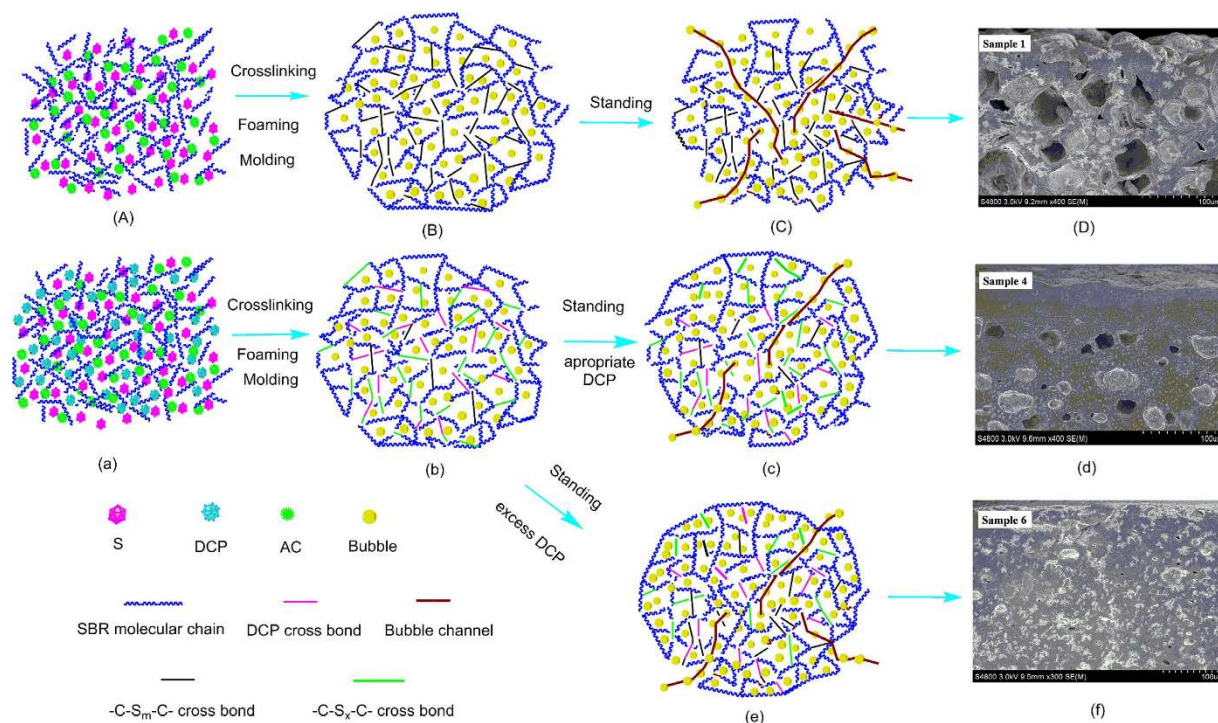 Crosslinking
Foaming
Molding
Standing
Sample 1
S4800 3.0kV 9.2mm x400 SE(M)
100um
(A)
(B)
(C)
(D)
Crosslinking
Foaming
Molding
Standing
apropriate
DCP
Sample 4
S4800 3.0kV 9.6mm x400 SE(M)
100um
(a)
(b)
(c)
(d)
Standing
excess DCP
S
DCP
AC
Bubble
SBR molecular chain
DCP cross bond
Bubble channel
-C-Sm-C- cross bond
-C-Sx-C- cross bond
Sample 6
S4800 3.0kV 9.5mm x300 SE(M)
100um
(e)
(f)